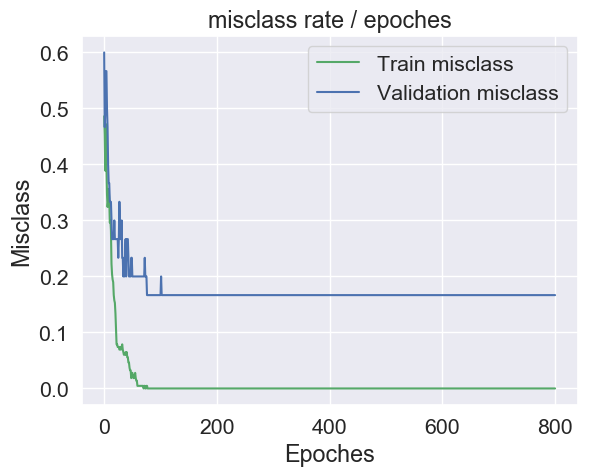 misclass rate / epoches
Train misclass
Validation misclass
Misclass
0.6
0.5
0.4
0.3
0.2
0.1
0.0
0 200 400 600 800
Epoches